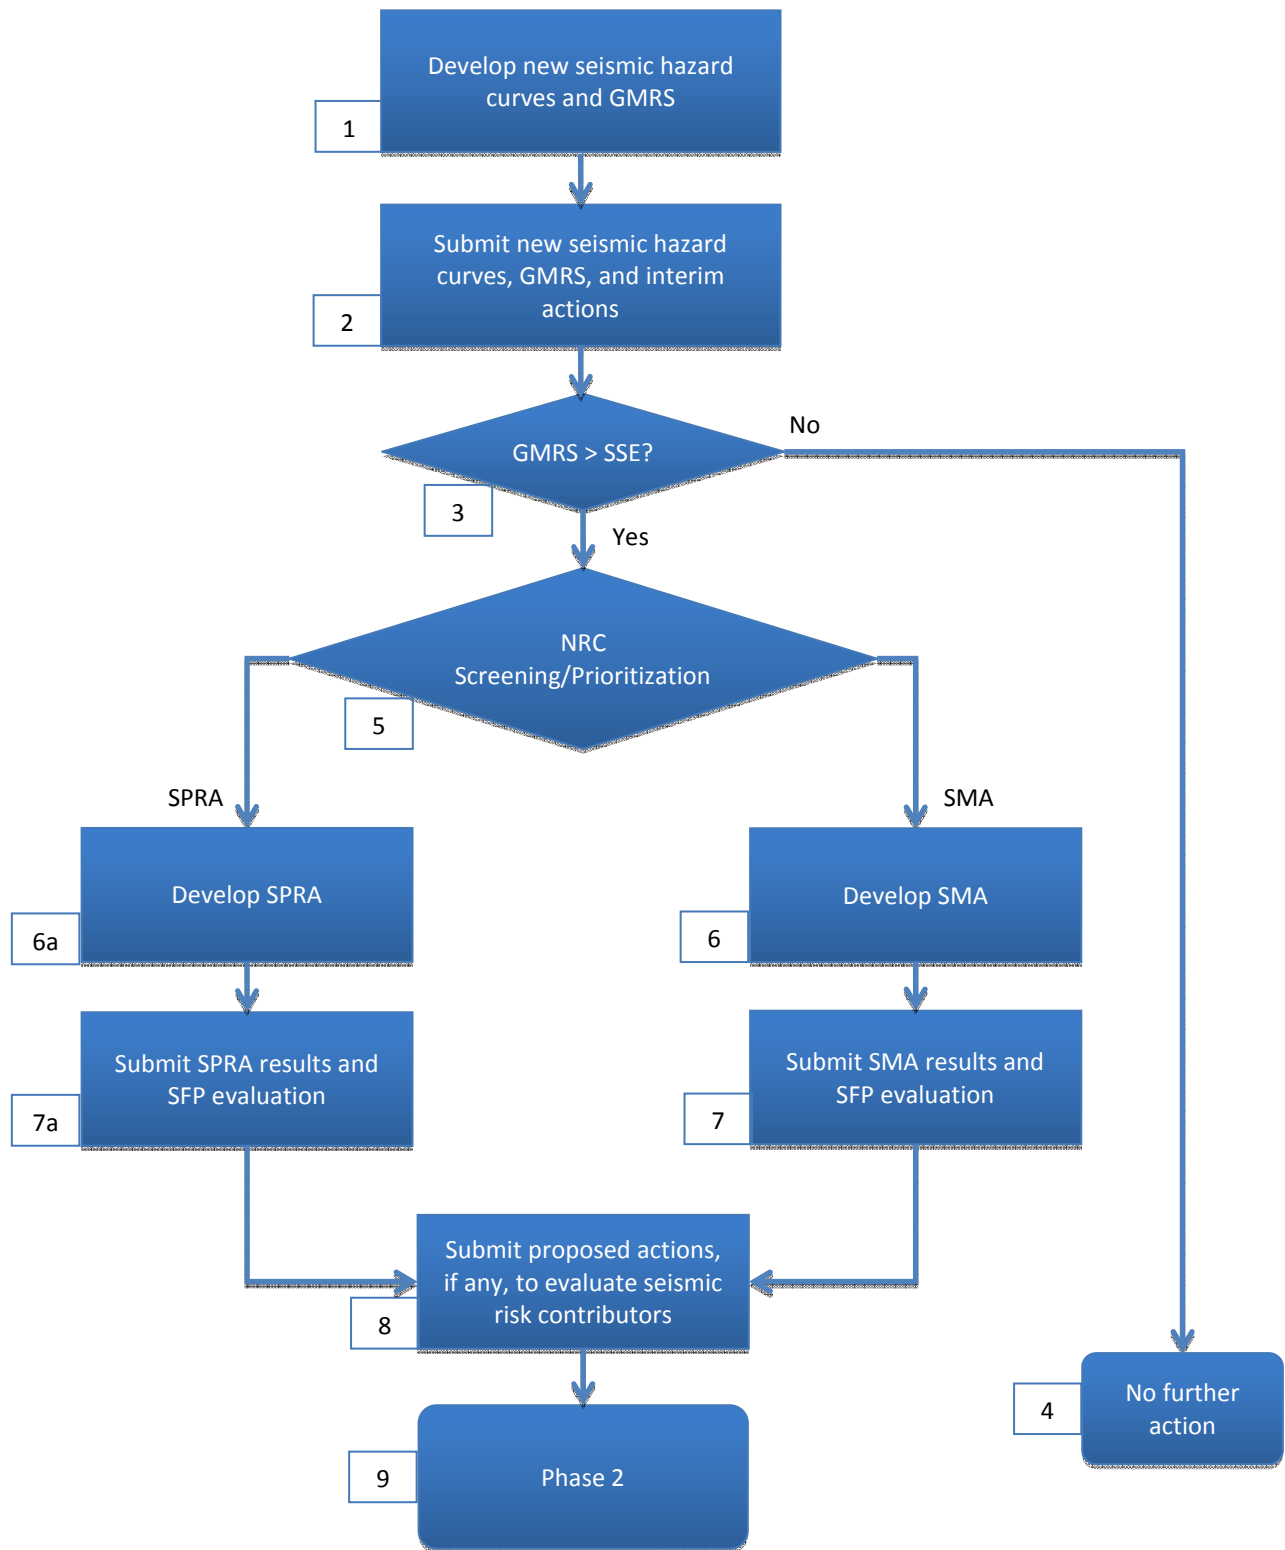 Develop new seismic hazard
curves and GMRS
1
Submit new seismic hazard
curves, GMRS, and interim
actions
2
No
GMRS > SSE?
3
Yes
NRC
Screening/Prioritization
5
SPRA
SMA
Develop SPRA
6a
Develop SMA
6
Submit SPRA results and
SFP evaluation
7a
Submit SMA results and
SFP evaluation
7
Submit proposed actions,
if any, to evaluate seismic
risk contributors
8
No further
action
4
Phase 2
9